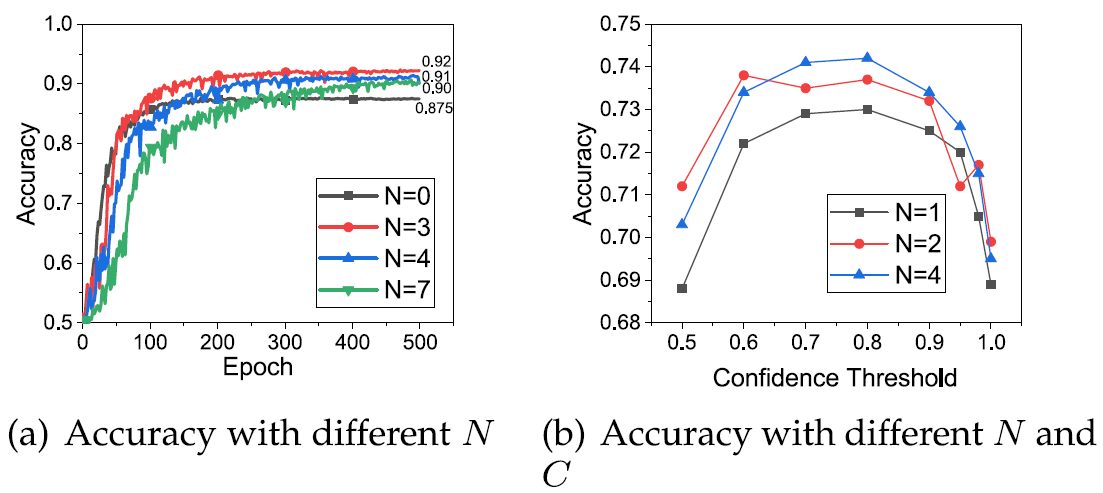 1.0
0.9
0.8
0.7
0.6
0.5
0 100 200 300 400 500
Accuracy
Epoch
0.92
0.91
0.90
0.875
N=0
N=3
N=4
N=7
0.75
0.74
0.73
0.72
0.71
0.70
0.69
0.68
0.5 0.6 0.7 0.8 0.9 1.0
Accuracy
Confidence Threshold
N=1
N=2
N=4
(a) Accuracy with different N
(b) Accuracy with different N and
C